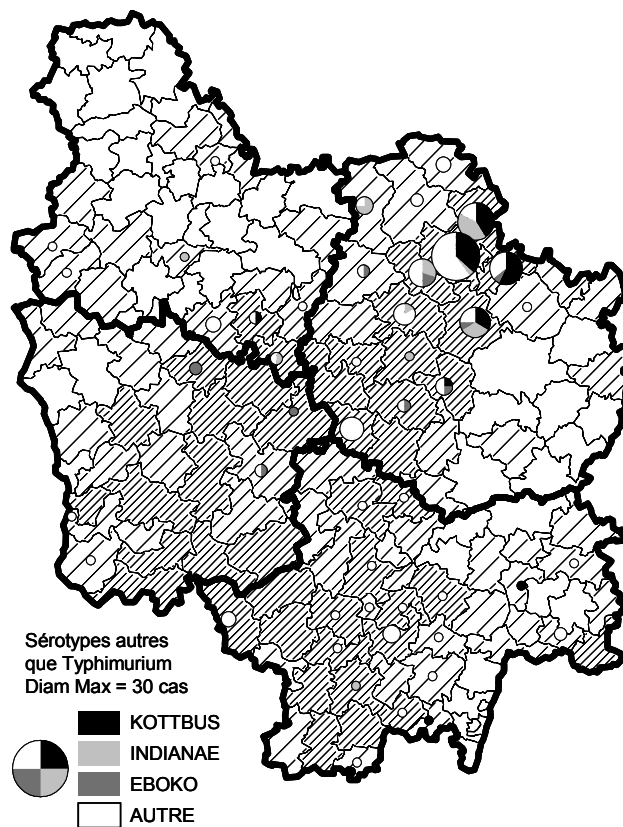 Sérotypes autres
que Typhimurium
Diam Max = 30 cas
KOTTBUS
INDIANAE
EBOKO
AUTRE